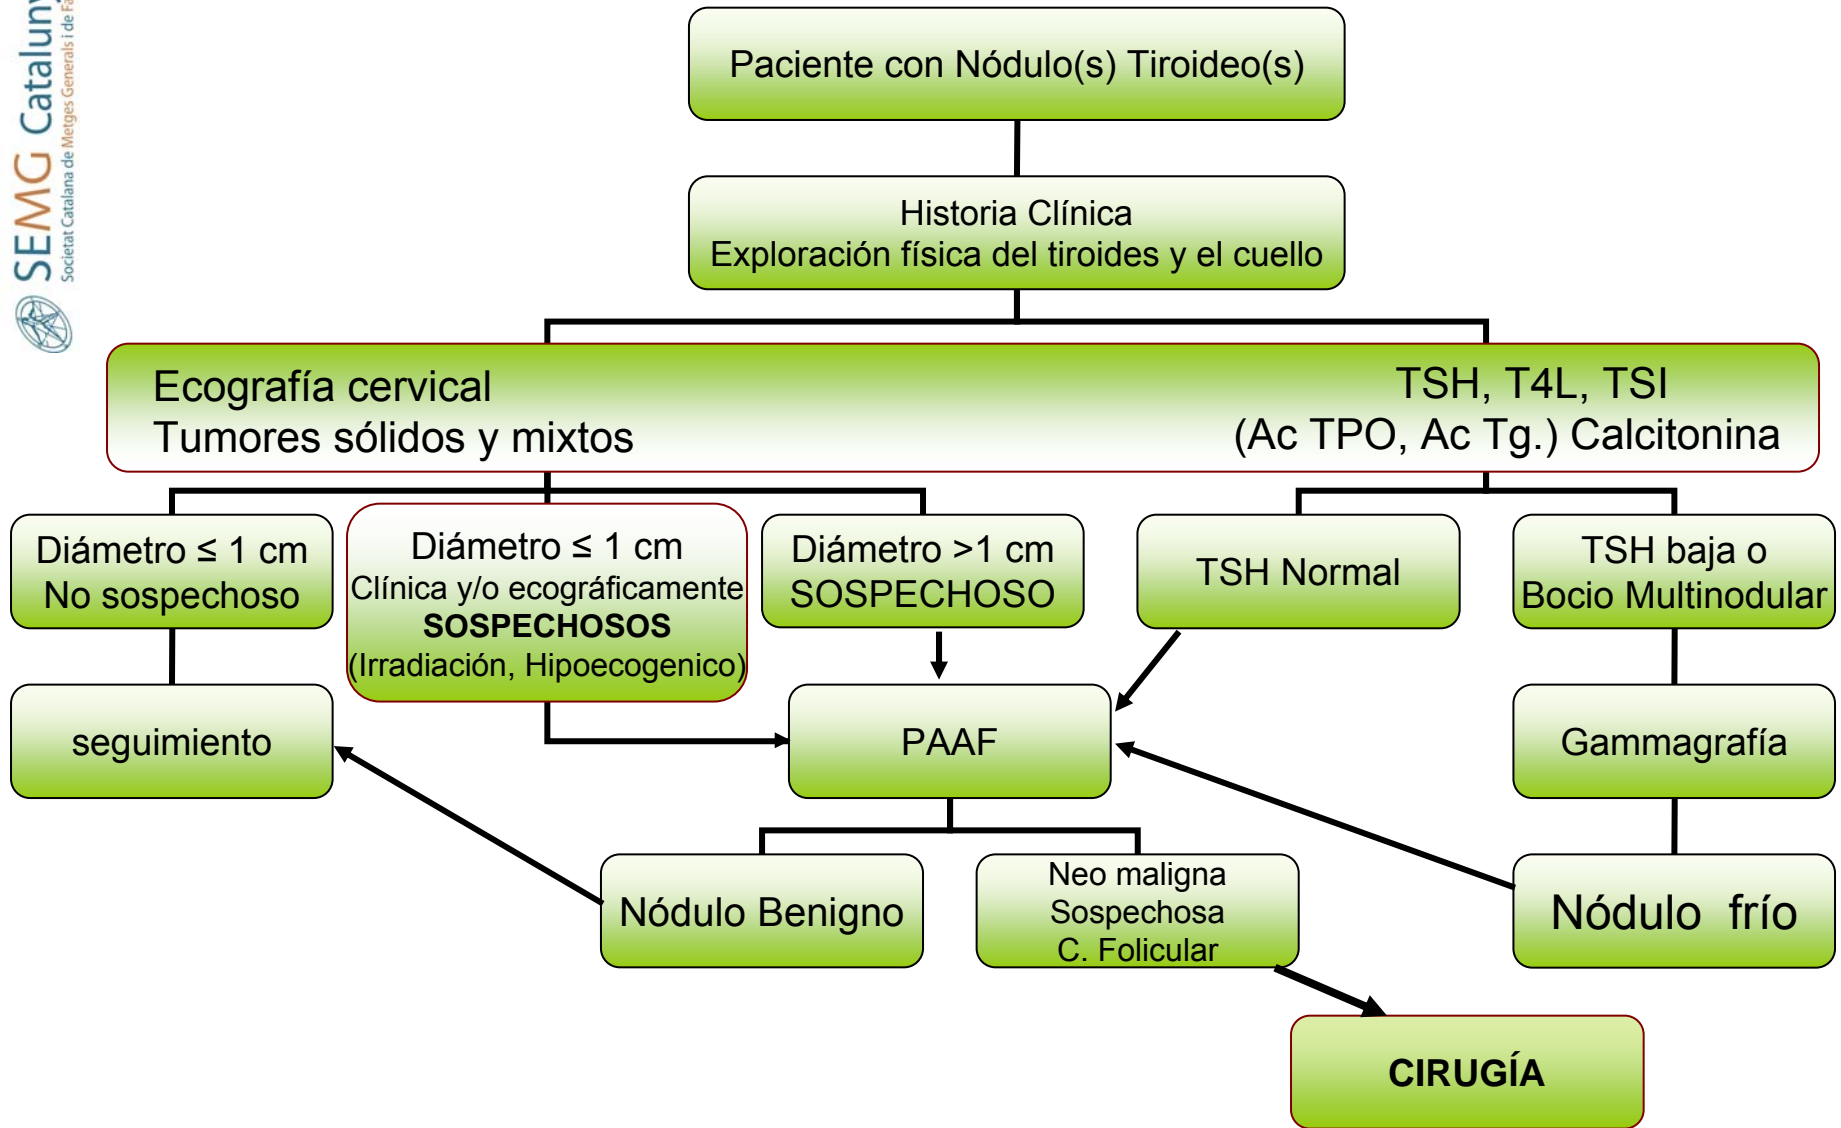 SEMG Cataluny
Societat Catalana de Metges Generals i de Fa
Paciente con Nódulo(s) Tiroideo(s)
Historia Clínica
Exploración física del tiroides y el cuello
Ecografía cervical
Tumores sólidos y mixtos
TSH, T4L, TSI
(Ac TPO, Ac Tg.) Calcitonina
Diámetro ≤ 1 cm
No sospechoso
Diámetro ≤ 1 cm
Clínica y/o ecográficamente
SOSPECHOSOS
(Irradiación, Hipoecogenico)
Diámetro >1 cm
SOSPECHOSO
TSH Normal
TSH baja o
Bocio Multinodular
seguimiento
PAAF
Gammagrafía
Nódulo Benigno
Neo maligna
Sospechosa
C. Folicular
Nódulo frío
CIRUGÍA